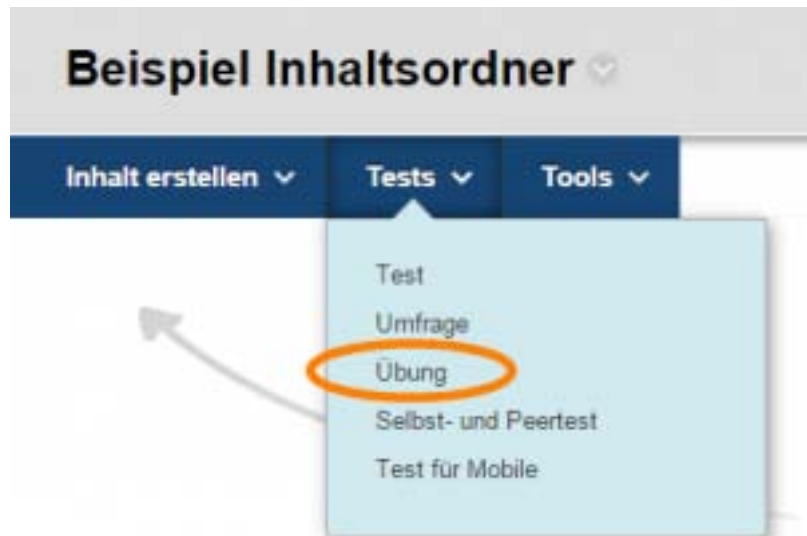 Beispiel Inhaltsordner
Inhalt erstellen Tests Tools
Test
Umfrage
Übung
Selbst- und Peertest
Test für Mobile